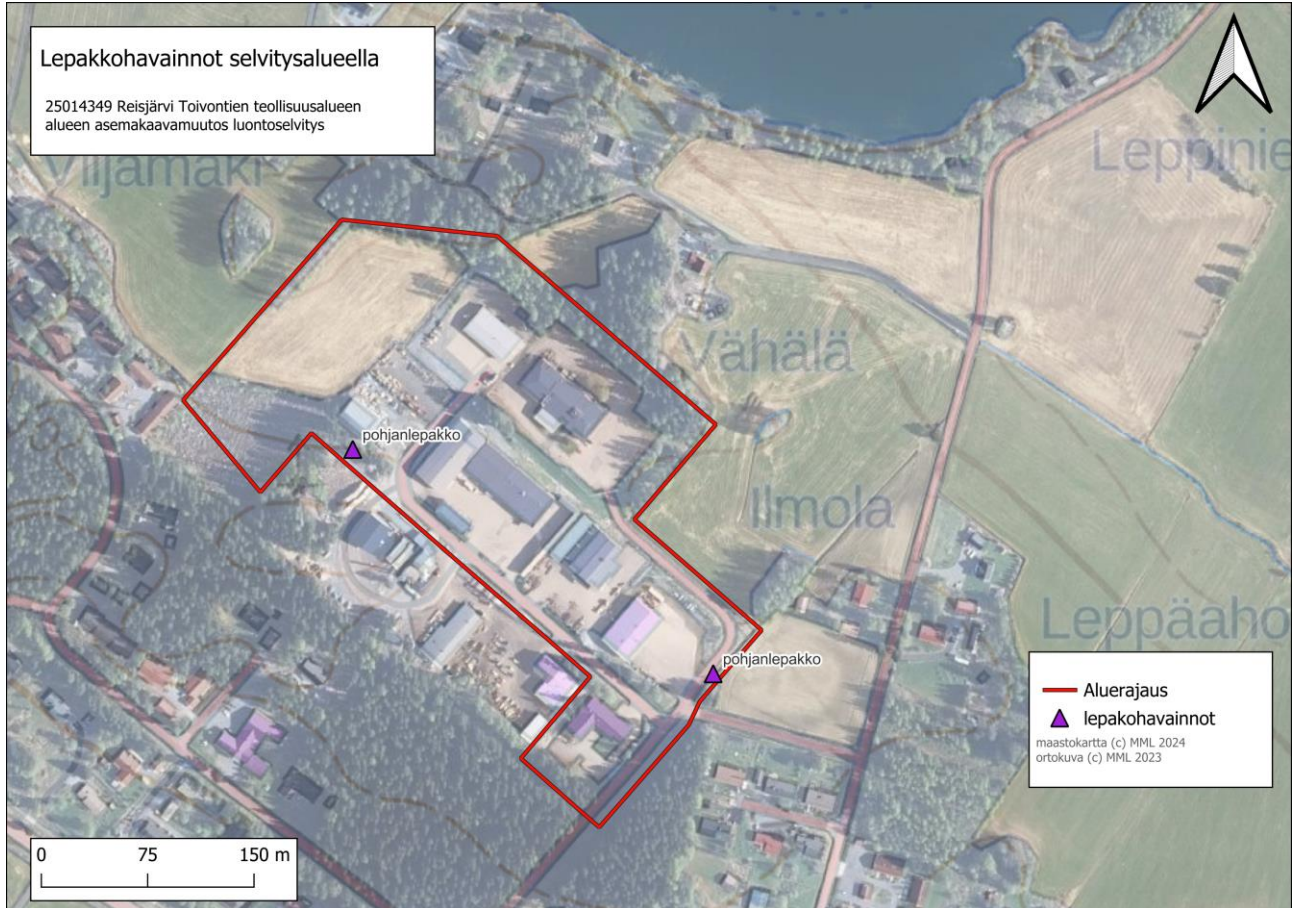 Lepakkohavainnot selvitysalueella
25014349 Reisjärvi Toivontien teollisuusalueen
alueen asemakaavamuutos luontoselvitys
Viljamäki
Leppinie
Vähälä
pohjanlepakko
Ilmola
Leppäaho
pohjanlepakko
Aluerajaus
lepakohavainnot
maastokartta (c) MML 2024
ortokuva (c) MML 2023
0 75 150 m